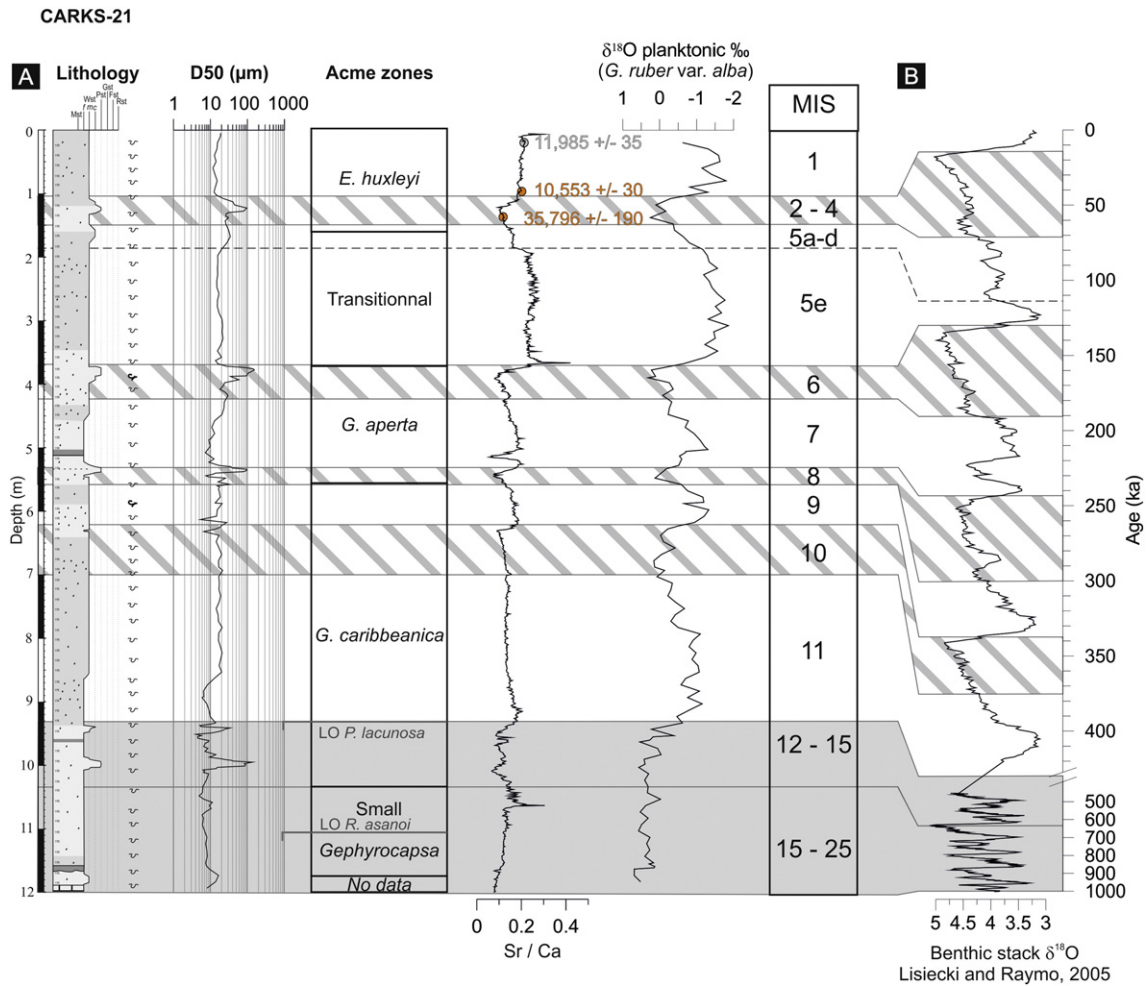 CARKS-21
A
Lithology
D50 (µm)
Acme zones
δ18O planktonic ‰
(G. ruber var. alba)
B
Mst
Wst
f mc
Pst
Gst
Fst
Rst
1 10 100 1000
1 0 -1 -2
MIS
0
1
2
3
4
5
6
7
8
9
10
11
12
Depth (m)
E. huxleyi
Transitionnal
G. aperta
G. caribbeanica
LO P. lacunosa
Small
LO R. asanoi
Gephyrocapsa
No data
11,985 +/- 35
10,553 +/- 30
35,796 +/- 190
1
2 - 4
5a-d
5e
6
7
8
9
10
11
12 - 15
15 - 25
0
50
100
150
200
250
300
350
400
500
600
700
800
900
1000
Age (ka)
0 0.2 0.4
Sr / Ca
5 4.5 4 3.5 3
Benthic stack δ18O
Lisiecki and Raymo, 2005